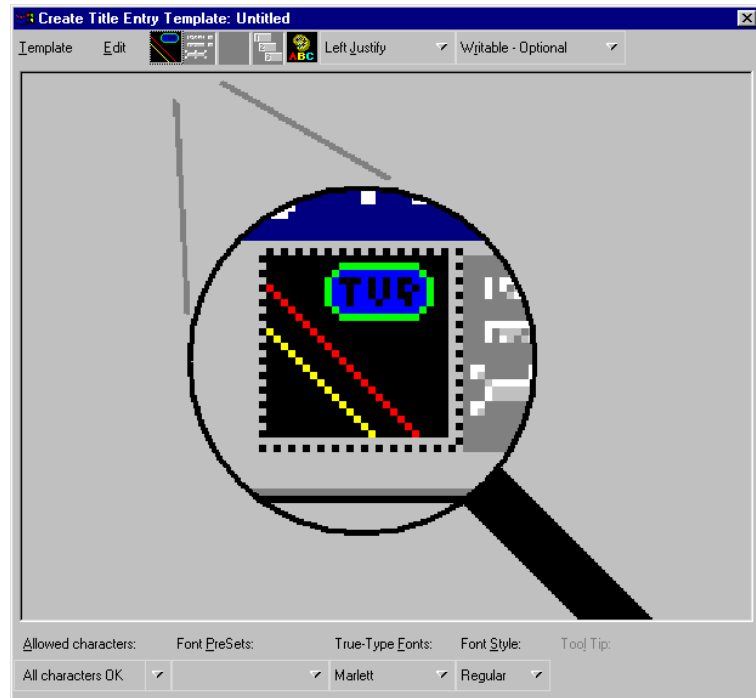 Create Title Entry Template: Untitled
Template Edit ABC Left Justify Writable - Optional
TVP
Allowed characters: Font PreSets: True-Type Fonts: Font Style: Tool Tip:
All characters OK Marlett Regular